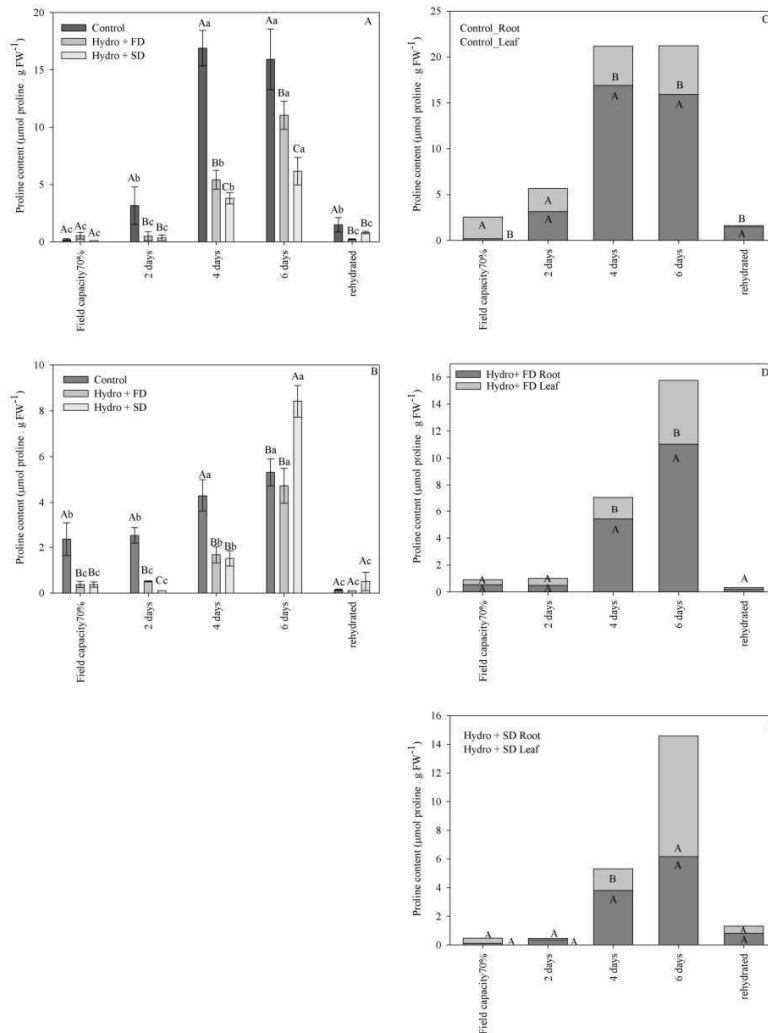 A
Control
Hydro + FD
Hydro + SD
Proline content (µmol proline . g FW⁻¹)
20
15
10
5
0
Ac
Ac
Ac
Ab
Bc
Bc
Aa
Bb
Cb
Aa
Ba
Ca
Ab
Bc
Bc
Field capacity70%
2 days
4 days
6 days
rehydrated
C
Control_Root
Control_Leaf
Proline content (µmol proline . g FW⁻¹)
25
20
15
10
5
0
A
B
A
A
B
A
B
A
B
A
Field capacity70%
2 days
4 days
6 days
rehydrated
B
Control
Hydro + FD
Hydro + SD
Proline content (µmol proline . g FW⁻¹)
10
8
6
4
2
0
Ab
Bc
Bc
Ab
Bc
Cc
Aa
Bb
Bb
Ba
Ba
Aa
Ac
Ac
Ac
Field capacity70%
2 days
4 days
6 days
rehydrated
D
Hydro+ FD Root
Hydro+ FD Leaf
Proline content (µmol proline . g FW⁻¹)
16
14
12
10
8
6
4
2
0
A
A
A
A
B
A
B
A
A
Field capacity70%
2 days
4 days
6 days
rehydrated
Hydro + SD Root
Hydro + SD Leaf
Proline content (µmol proline . g FW⁻¹)
16
14
12
10
8
6
4
2
0
A
A
A
A
B
A
A
A
A
A
Field capacity70%
2 days
4 days
6 days
rehydrated